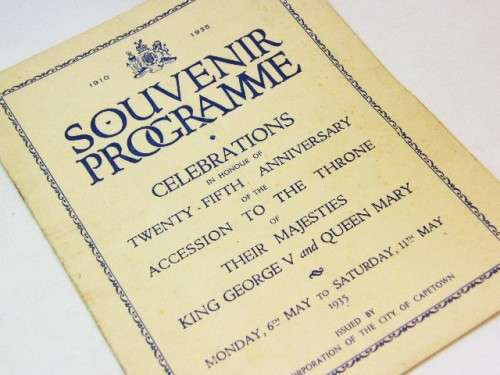 1910 1935
SOUVENIR
PROGRAMME
CELEBRATIONS
IN HONOUR OF
TWENTY-FIFTH ANNIVERSARY
OF THE
ACCESSION TO THE THRONE
OF
THEIR MAJESTIES
KING GEORGE V and QUEEN MARY
MONDAY, 6TH MAY TO SATURDAY, 11TH MAY
1935
ISSUED BY
CORPORATION OF THE CITY OF CAPETOWN